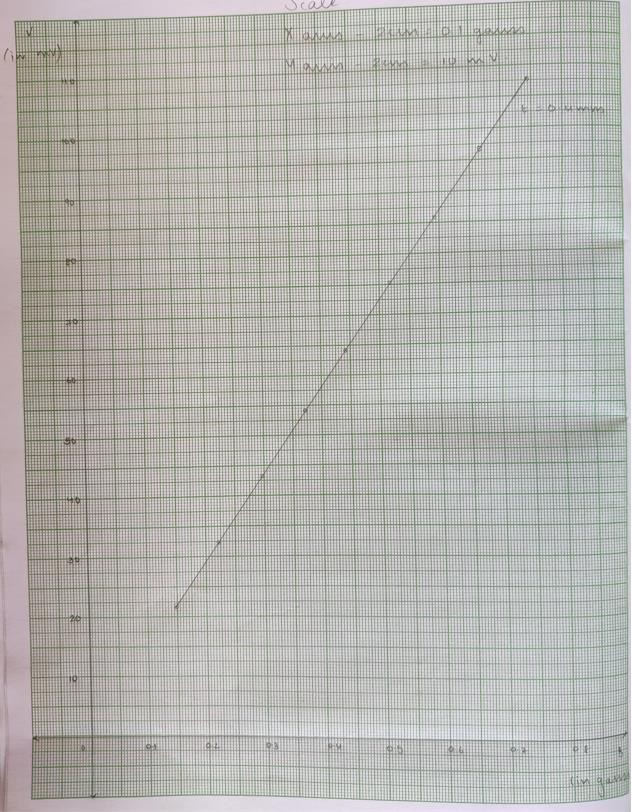 Scale
X axis - 2cm = 0.1 gauss
Y axis - 2cm = 10 mV
V
(in mV)
t = 0.4mm
110
100
90
80
70
60
50
40
30
20
10
0 0.1 0.2 0.3 0.4 0.5 0.6 0.7 0.8 B
(in gauss